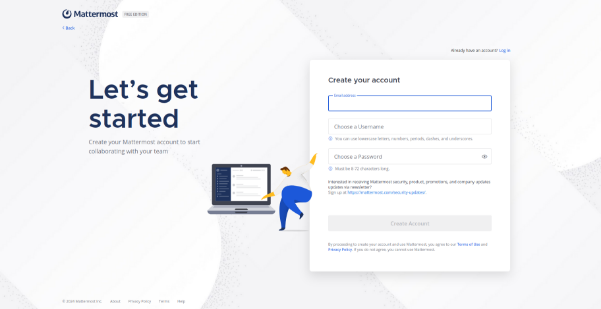 Mattermost FREE EDITION
Back
Already have an account? Log in
Let's get
started
Create your Mattermost account to start
collaborating with your team
Create your account
Email address
Choose a Username
You can use lowercase letters, numbers, periods, dashes, and underscores.
Choose a Password
Must be 8-72 characters long.
Interested in receiving Mattermost security, product, promotions, and company updates
updates via newsletter?
Sign up at https://mattermost.com/security-updates/.
Create Account
By proceeding to create your account and use Mattermost, you agree to our Terms of Use and
Privacy Policy. If you do not agree, you cannot use Mattermost.
Mattermost Inc. About Privacy Policy Terms Help